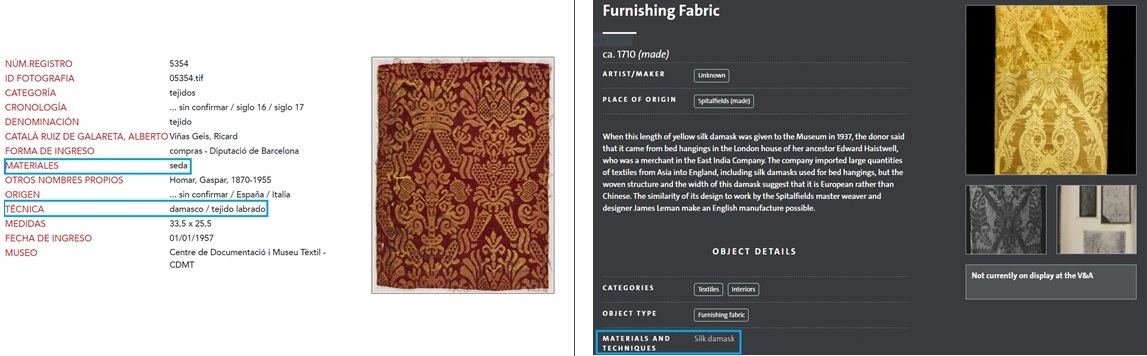 NÚM.REGISTRO 5354
ID FOTOGRAFIA 05354.tif
CATEGORÍA tejidos
CRONOLOGÍA ... sin confirmar / siglo 16 / siglo 17
DENOMINACIÓN tejido
CATALÀ RUIZ DE GALARETA, ALBERTO Viñas Geis, Ricard
FORMA DE INGRESO compras - Diputació de Barcelona
MATERIALES seda
OTROS NOMBRES PROPIOS Homar, Gaspar, 1870-1955
ORIGEN ... sin confirmar / España / Italia
TÉCNICA damasco / tejido labrado
MEDIDAS 33,5 x 25,5
FECHA DE INGRESO 01/01/1957
MUSEO Centre de Documentació i Museu Tèxtil -
CDMT
Furnishing Fabric
ca. 1710 (made)
ARTIST/MAKER Unknown
PLACE OF ORIGIN Spitalfields (made)
When this length of yellow silk damask was given to the Museum in 1937, the donor said
that it came from bed hangings in the London house of her ancestor Edward Haistwell,
who was a merchant in the East India Company. The company imported large quantities
of textiles from Asia into England, including silk damasks used for bed hangings, but
the woven structure and the width of this damask suggest that it is European rather than
Chinese. The similarity of its design to work by the Spitalfields master weaver and
designer James Leman make an English manufacture possible.
OBJECT DETAILS
CATEGORIES Textiles Interiors
OBJECT TYPE Furnishing fabric
MATERIALS AND Silk damask
TECHNIQUES
Not currently on display at the V&A